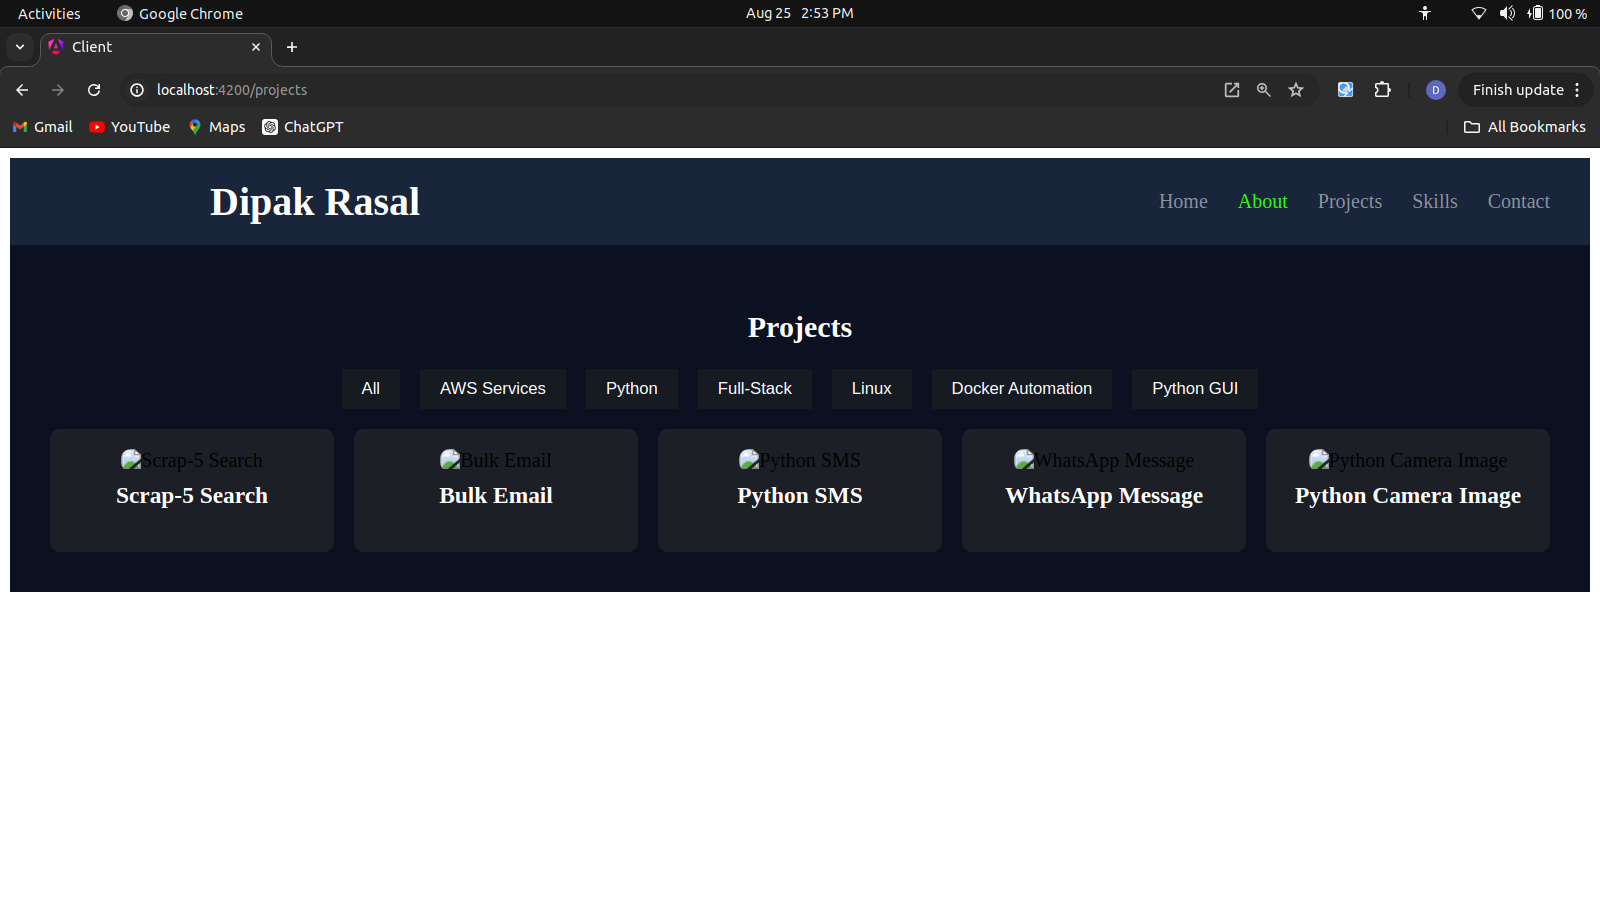 Activities Google Chrome Aug 25 2:53 PM 100 %
Client
localhost:4200/projects D Finish update
Gmail YouTube Maps ChatGPT All Bookmarks
Dipak Rasal Home About Projects Skills Contact
Projects
All AWS Services Python Full-Stack Linux Docker Automation Python GUI
Scrap-5 Search Bulk Email Python SMS WhatsApp Message Python Camera Image
Scrap-5 Search Bulk Email Python SMS WhatsApp Message Python Camera Image